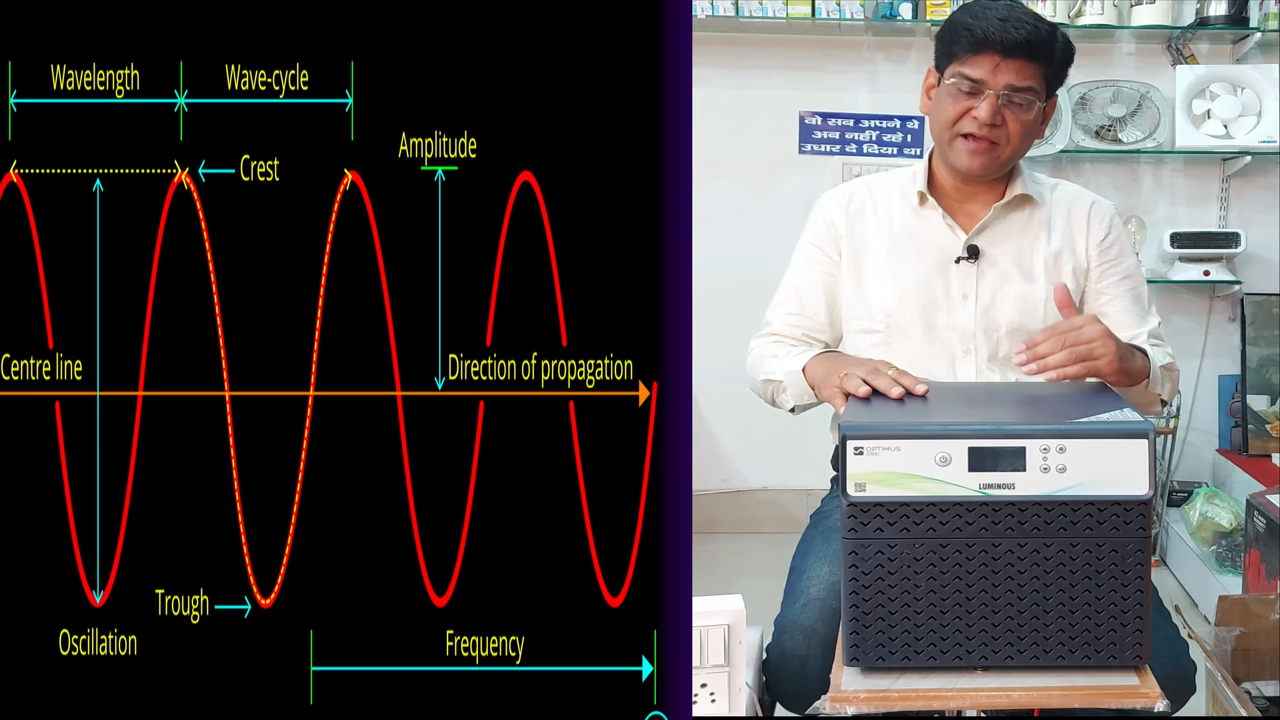 Wavelength
Wave-cycle
Amplitude
Crest
Centre line
Direction of propagation
Trough
Oscillation
Frequency
वो सब अपने थे
अब नहीं रहे।
उधार दे दिया था
OPTIMUS
LUMINOUS
LUMINOUS